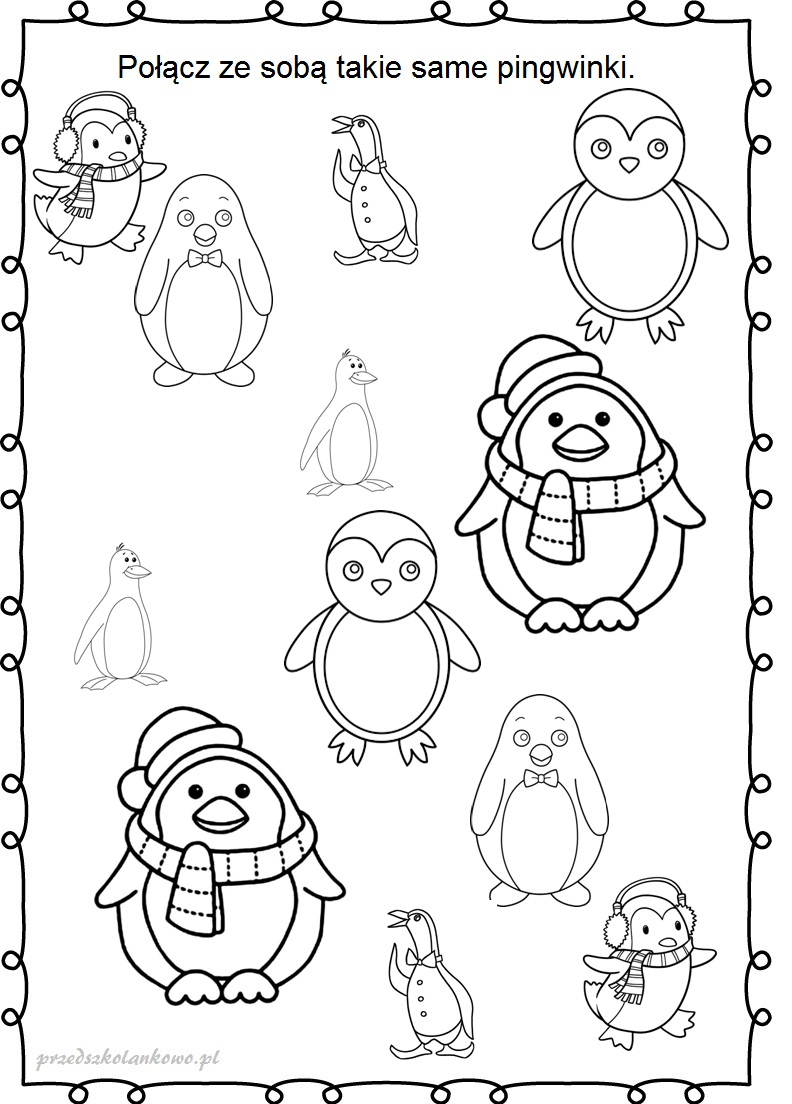 Połącz ze sobą takie same pingwinki.
przedszkolankowo.pl